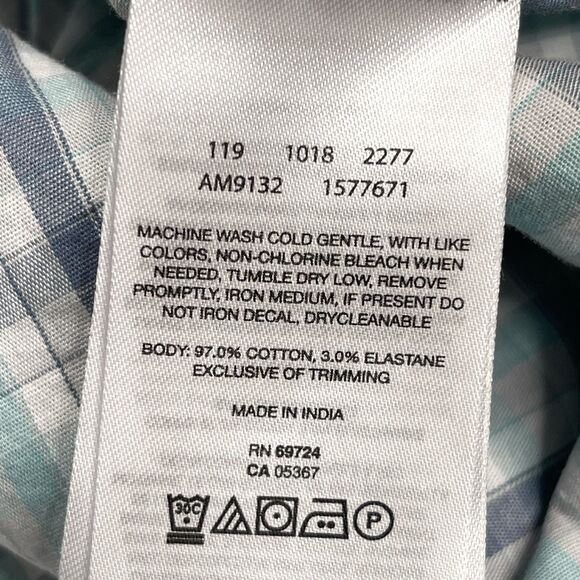 119 1018 2277
AM9132 1577671
MACHINE WASH COLD GENTLE, WITH LIKE
COLORS, NON-CHLORINE BLEACH WHEN
NEEDED, TUMBLE DRY LOW, REMOVE
PROMPTLY, IRON MEDIUM, IF PRESENT DO
NOT IRON DECAL, DRYCLEANABLE
BODY: 97.0% COTTON, 3.0% ELASTANE
EXCLUSIVE OF TRIMMING
MADE IN INDIA
RN 69724
CA 05367
30C P